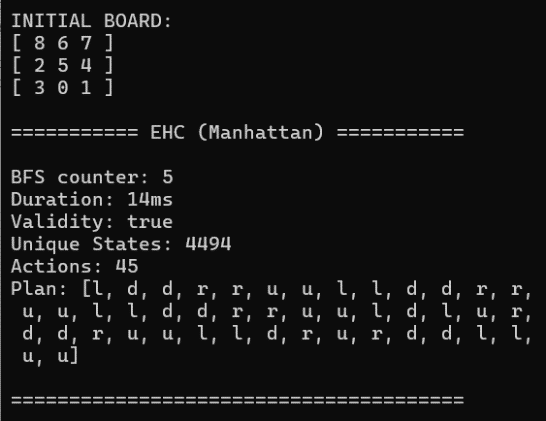 INITIAL BOARD:
[ 8 6 7 ]
[ 2 5 4 ]
[ 3 0 1 ]
=========== EHC (Manhattan) ===========
BFS counter: 5
Duration: 14ms
Validity: true
Unique States: 4494
Actions: 45
Plan: [l, d, d, r, r, u, u, l, l, d, d, r, r,
u, u, l, l, d, d, r, r, u, u, l, d, l, u, r,
d, d, r, u, u, l, l, d, r, u, r, d, d, l, l,
u, u]
=======================================